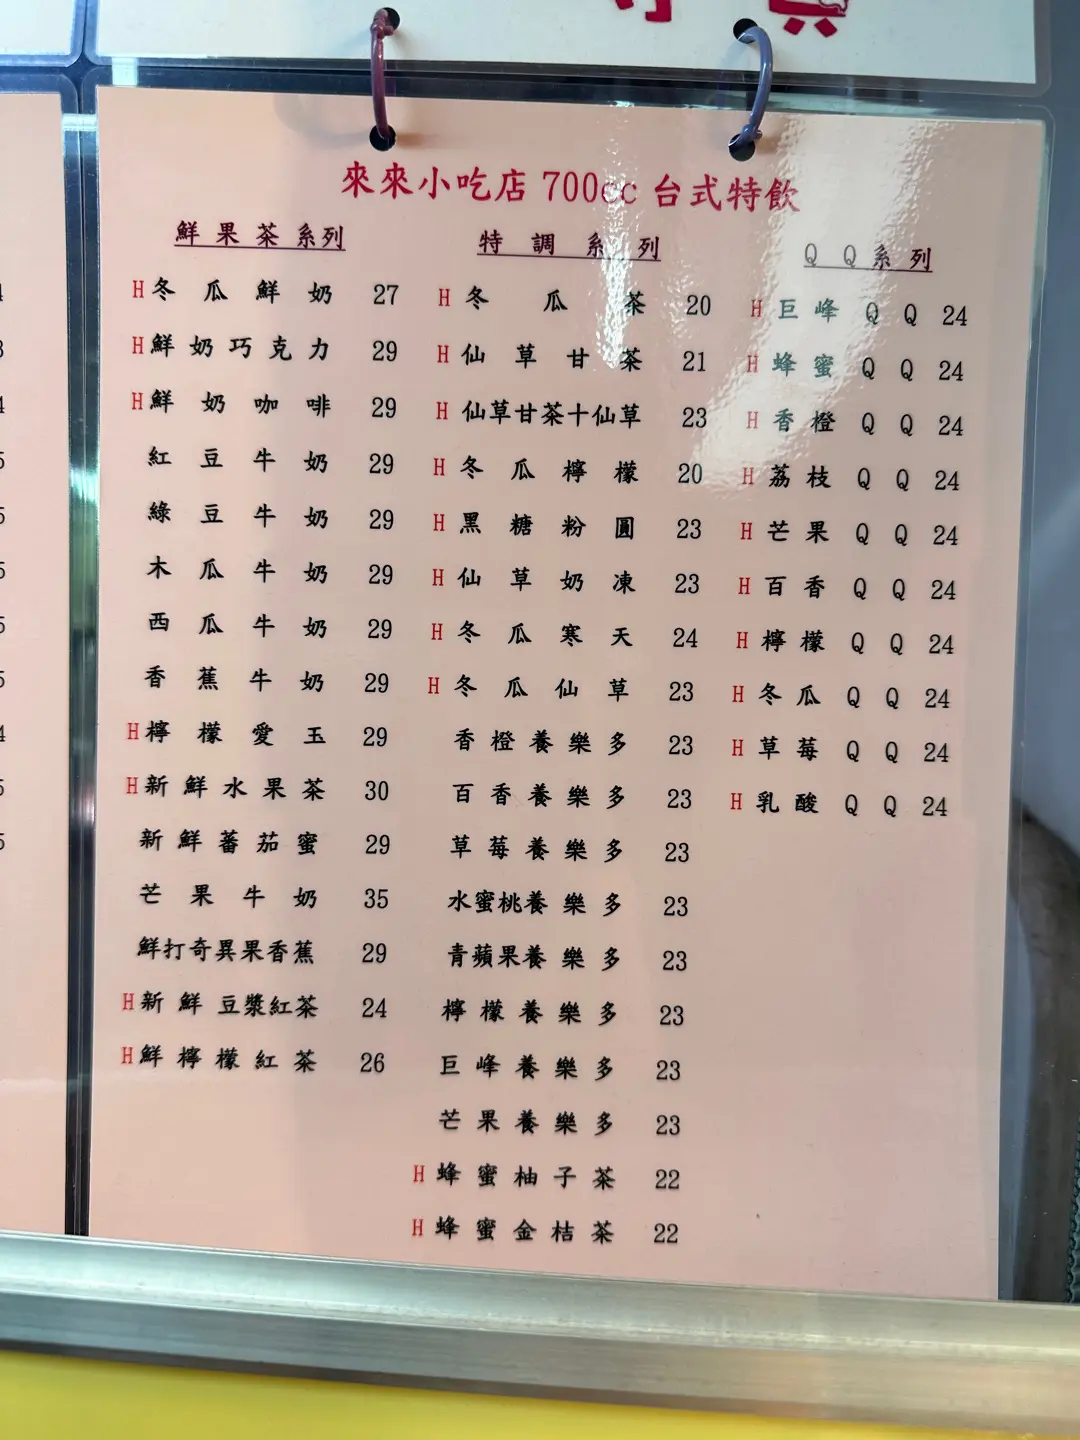 來來小吃店 700cc 台式特飲
鮮果茶系列
H冬瓜鮮奶 27
H鮮奶巧克力 29
H鮮奶咖啡 29
紅豆牛奶 29
綠豆牛奶 29
木瓜牛奶 29
西瓜牛奶 29
香蕉牛奶 29
H檸檬愛玉 29
H新鮮水果茶 30
新鮮蕃茄蜜 29
芒果牛奶 35
鮮打奇異果香蕉 29
H新鮮豆漿紅茶 24
H鮮檸檬紅茶 26
特調系列
H冬瓜茶 20
H仙草甘茶 21
H仙草甘茶十仙草 23
H冬瓜檸檬 20
H黑糖粉圓 23
H仙草奶凍 23
H冬瓜寒天 24
H冬瓜仙草 23
香橙養樂多 23
百香養樂多 23
草莓養樂多 23
水蜜桃養樂多 23
青蘋果養樂多 23
檸檬養樂多 23
巨峰養樂多 23
芒果養樂多 23
H蜂蜜柚子茶 22
H蜂蜜金桔茶 22
QQ系列
H巨峰QQ 24
H蜂蜜QQ 24
H香橙QQ 24
H荔枝QQ 24
H芒果QQ 24
H百香QQ 24
H檸檬QQ 24
H冬瓜QQ 24
H草莓QQ 24
H乳酸QQ 24